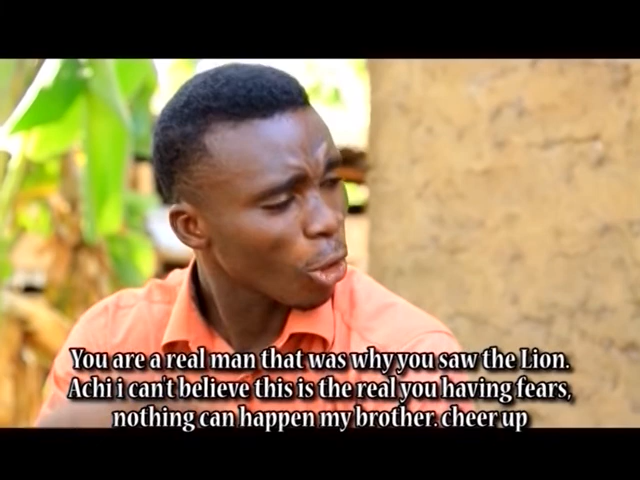 You are a real man that was why you saw the Lion.
Achi i can't believe this is the real you having fears,
nothing can happen my brother. cheer up